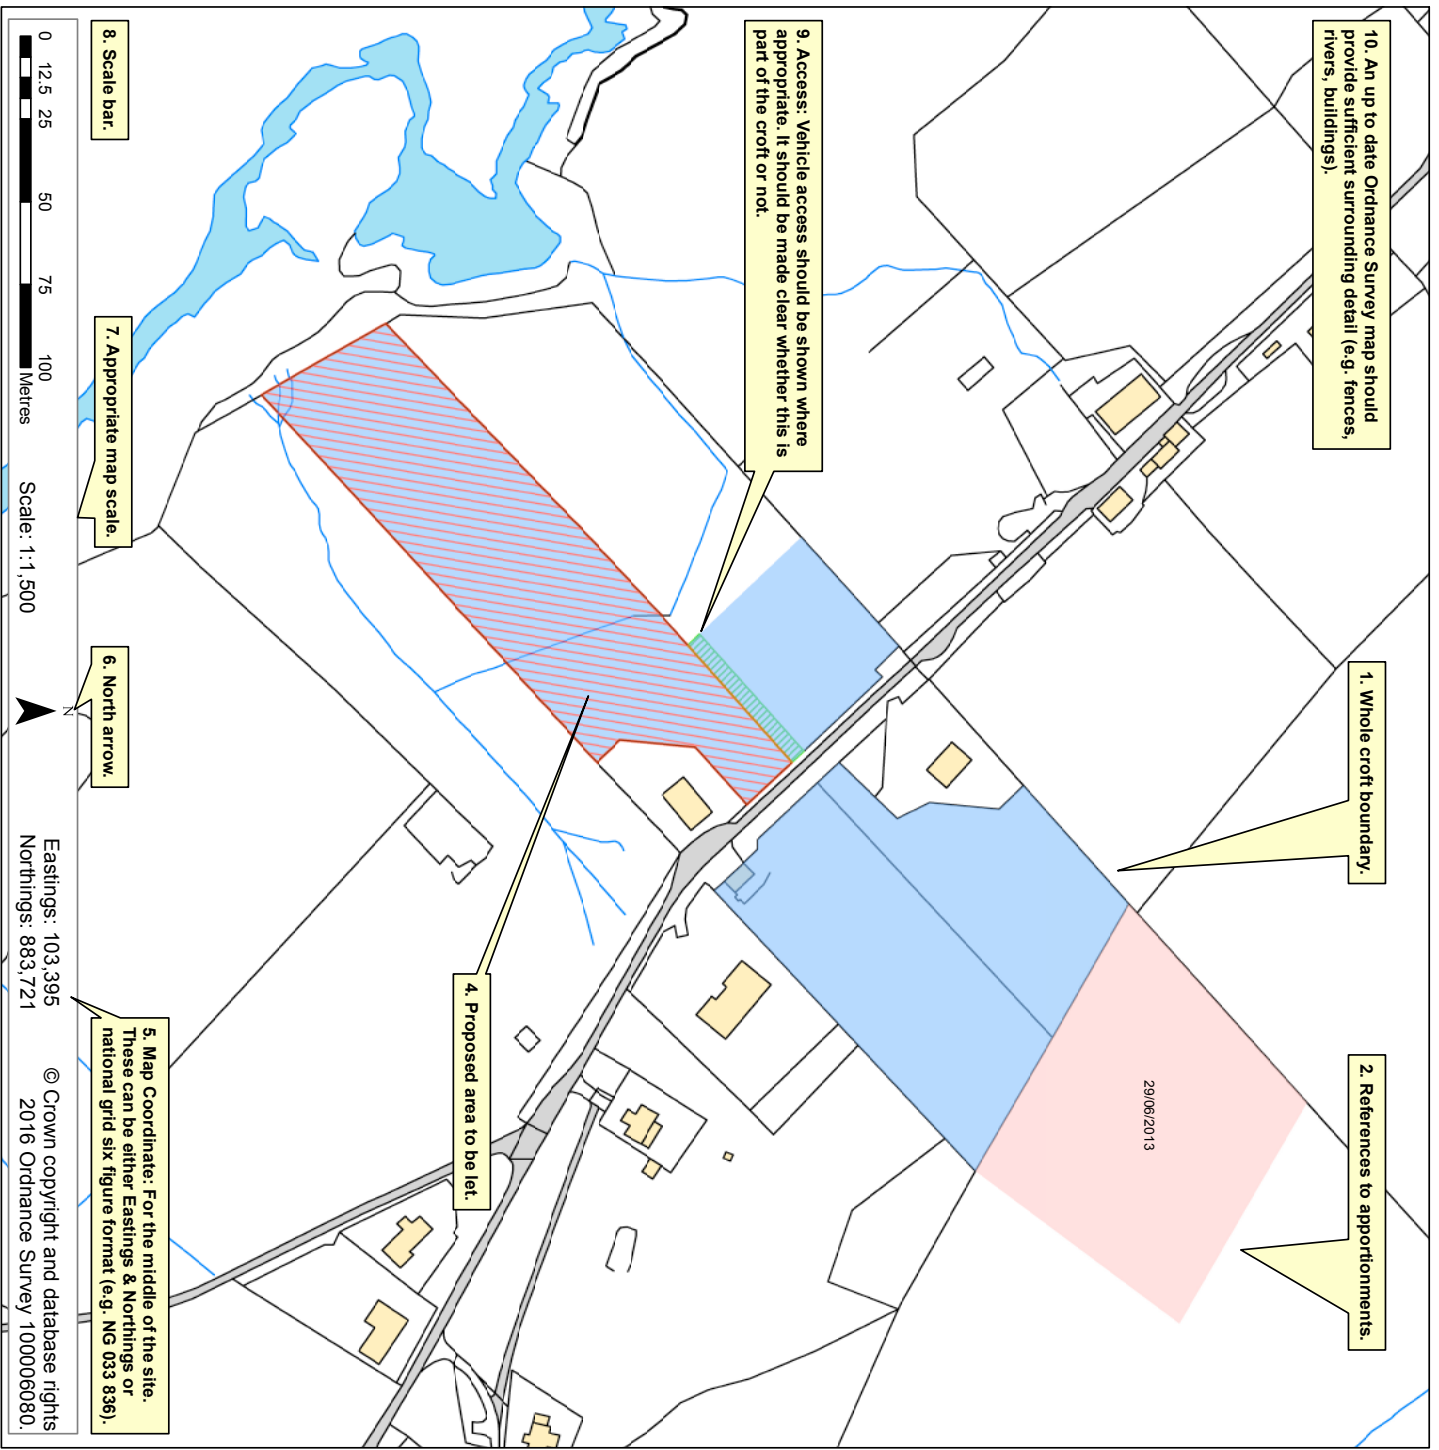 10. An up to date Ordnance Survey map should
provide sufficient surrounding detail (e.g. fences,
rivers, buildings).
1. Whole croft boundary.
2. References to apportionments.
29/06/2013
9. Access: Vehicle access should be shown where
appropriate. It should be made clear whether this is
part of the croft or not.
4. Proposed area to be let.
8. Scale bar.
7. Appropriate map scale.
6. North arrow.
5. Map Coordinate: For the middle of the site.
These can be either Eastings & Northings or
national grid six figure format (e.g. NG 033 836).
0 12.5 25 50 75 100
Metres
Scale: 1:1,500
N
Eastings: 103,395
Northings: 883,721
© Crown copyright and database rights
2016 Ordnance Survey 100006080.